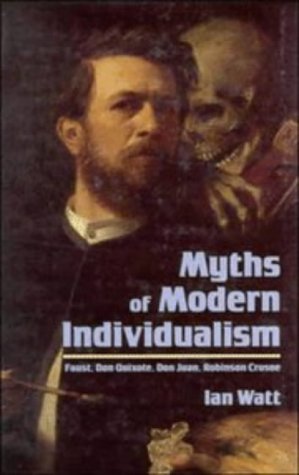 Myths
of Modern
Individualism
Faust, Don Quixote, Don Juan, Robinson Crusoe
Ian Watt